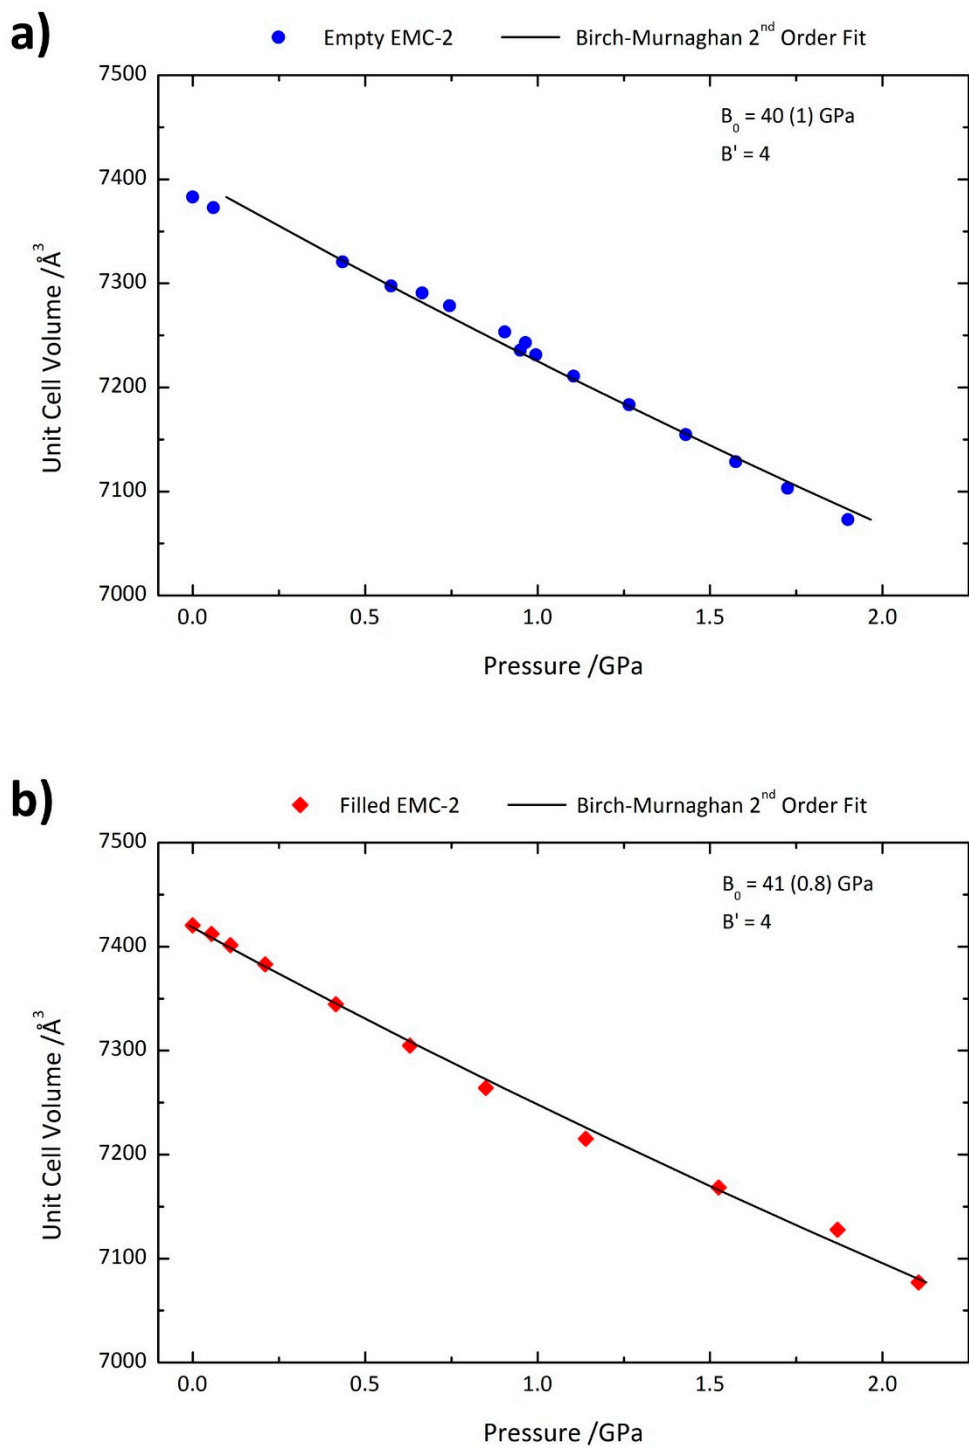 a)
Empty EMC-2
Birch-Murnaghan 2nd Order Fit
7500
B0 = 40 (1) GPa
B' = 4
7400
7300
7200
7100
7000
Unit Cell Volume /Å3
0.0 0.5 1.0 1.5 2.0
Pressure /GPa
b)
Filled EMC-2
Birch-Murnaghan 2nd Order Fit
7500
B0 = 41 (0.8) GPa
B' = 4
7400
7300
7200
7100
7000
Unit Cell Volume /Å3
0.0 0.5 1.0 1.5 2.0
Pressure /GPa